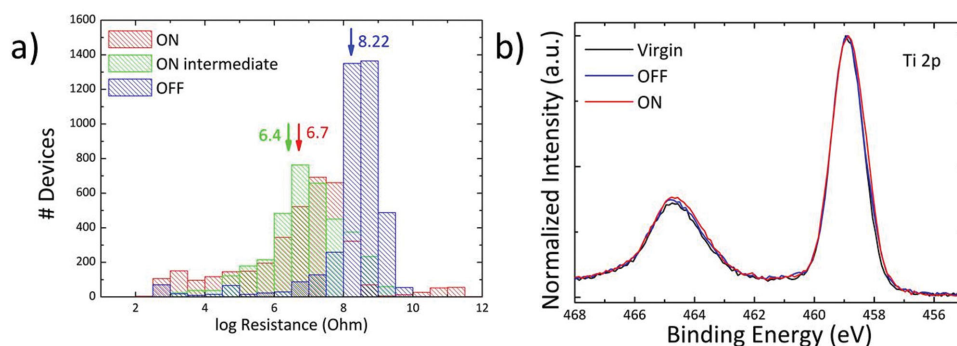 a)
ON
ON intermediate
OFF
8.22
6.4
6.7
# Devices
1600
1400
1200
1000
800
600
400
200
0
2 4 6 8 10 12
log Resistance (Ohm)
b)
Virgin
OFF
ON
Ti 2p
Normalized Intensity (a.u.)
468 466 464 462 460 458 456
Binding Energy (eV)